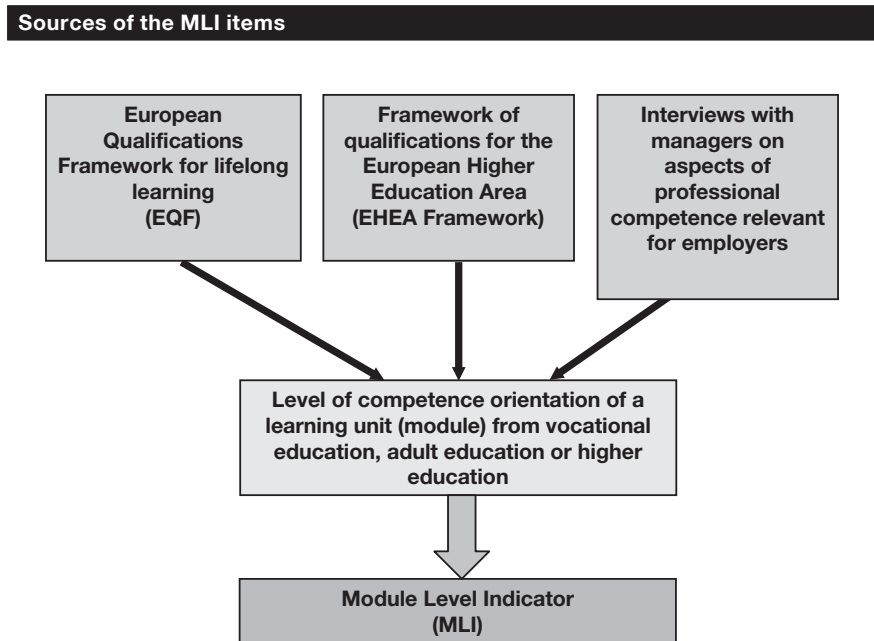 Sources of the MLI items
European
Qualifications
Framework for lifelong
learning
(EQF)
Framework of
qualifications for the
European Higher
Education Area
(EHEA Framework)
Interviews with
managers on
aspects of
professional
competence relevant
for employers
Level of competence orientation of a
learning unit (module) from vocational
education, adult education or higher
education
Module Level Indicator
(MLI)